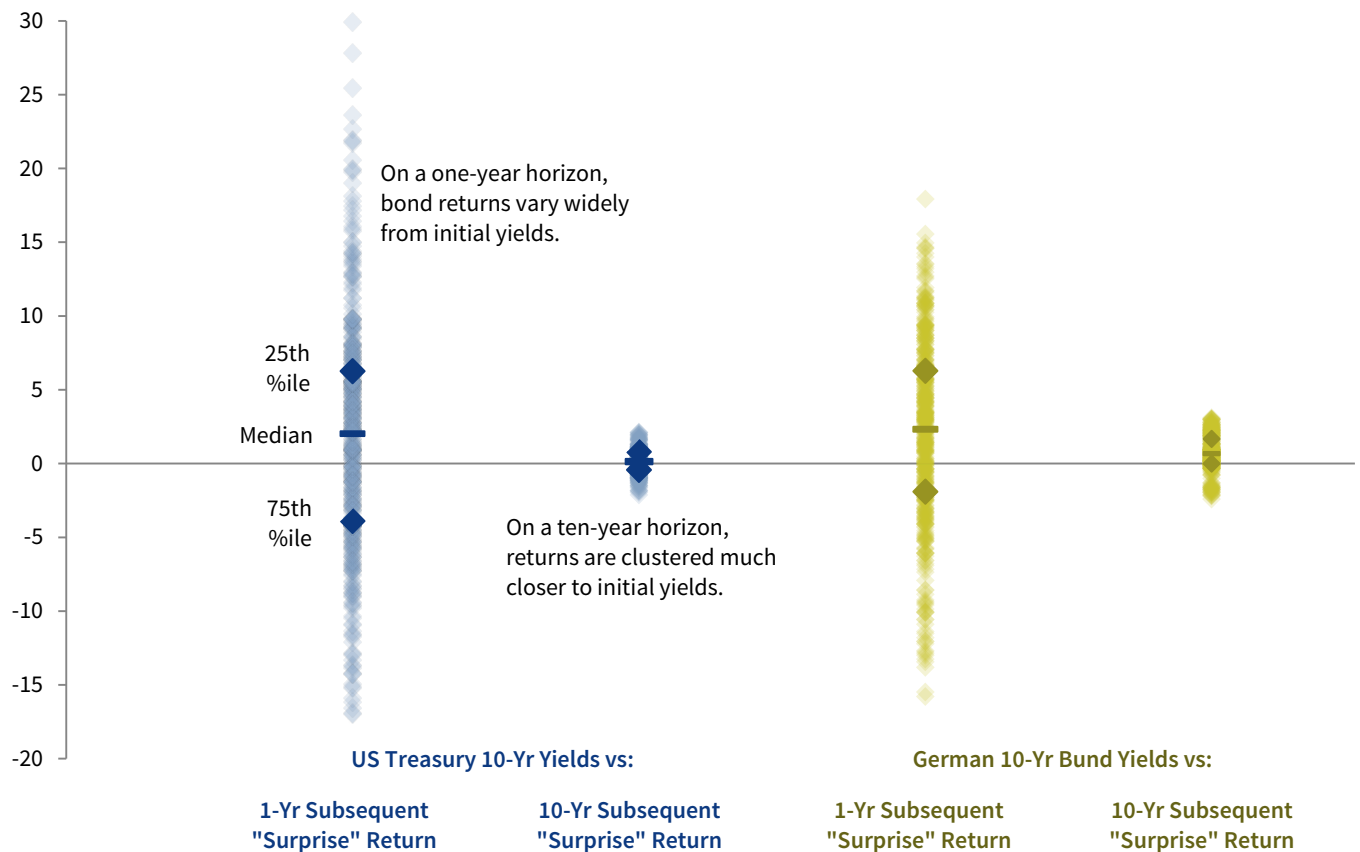 30
25
20
15
10
5
0
-5
-10
-15
-20
On a one-year horizon,
bond returns vary widely
from initial yields.
25th
%ile
Median
75th
%ile
On a ten-year horizon,
returns are clustered much
closer to initial yields.
US Treasury 10-Yr Yields vs:
German 10-Yr Bund Yields vs:
1-Yr Subsequent
"Surprise" Return
10-Yr Subsequent
"Surprise" Return
1-Yr Subsequent
"Surprise" Return
10-Yr Subsequent
"Surprise" Return